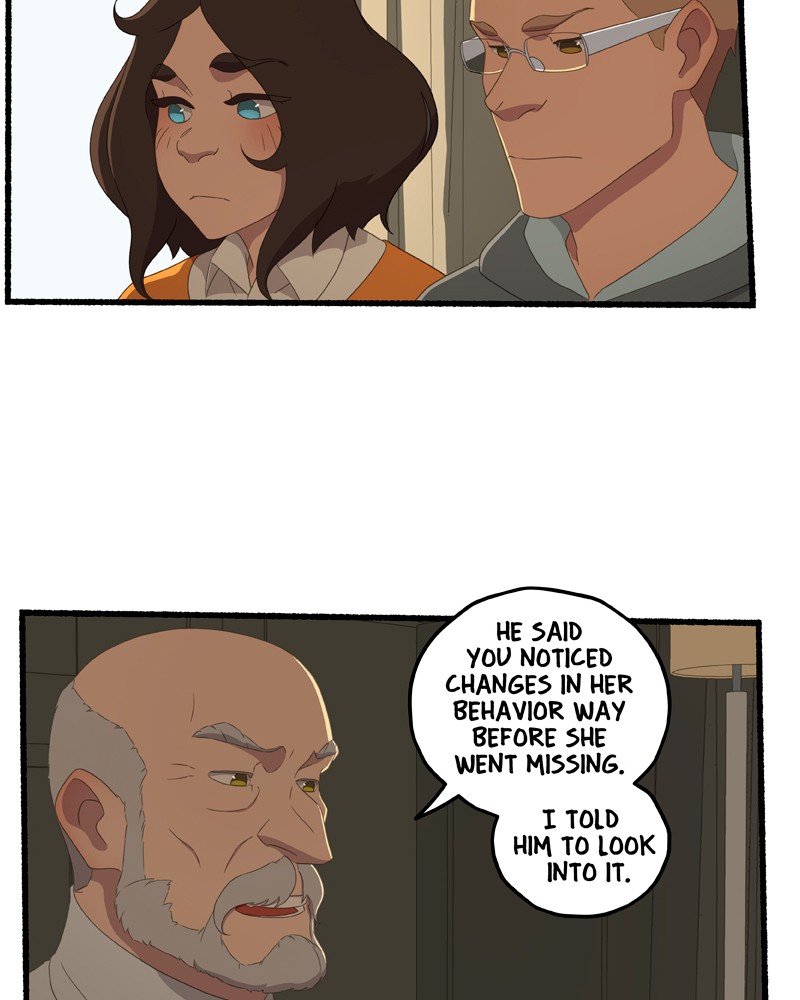 HE SAID
YOU NOTICED
CHANGES IN HER
BEHAVIOR WAY
BEFORE SHE
WENT MISSING.
I TOLD
HIM TO LOOK
INTO IT.